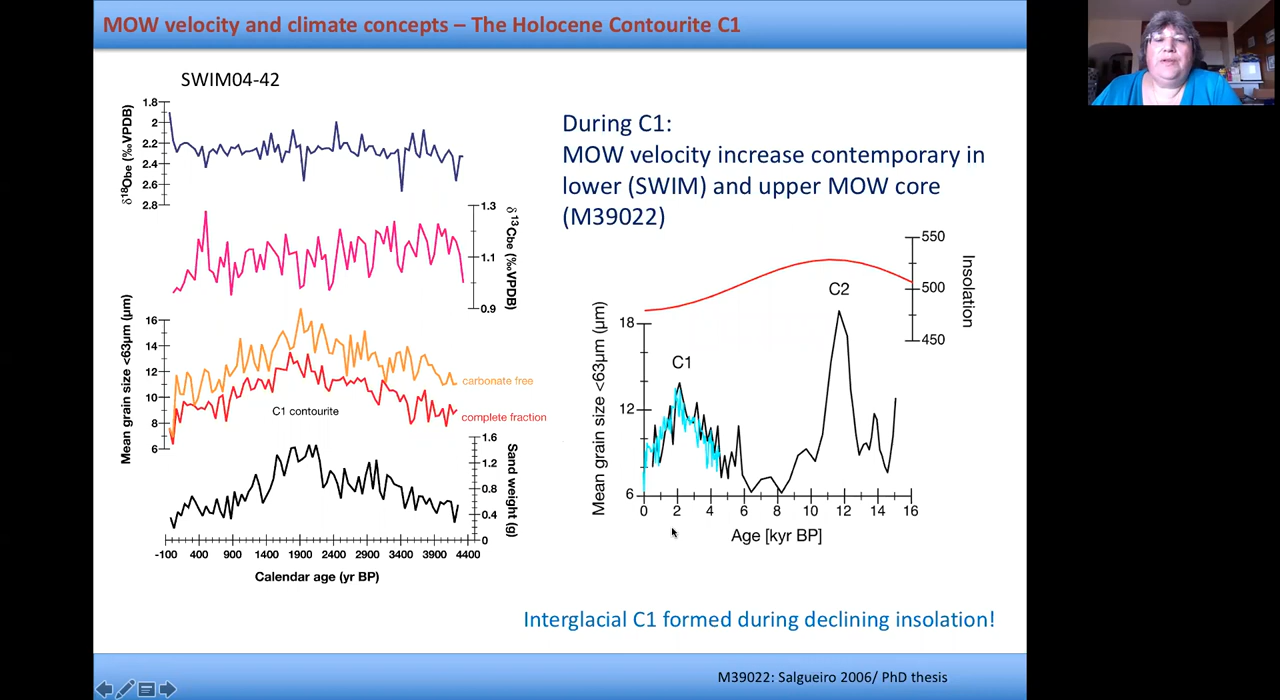 MOW velocity and climate concepts – The Holocene Contourite C1
SWIM04-42
1.8
2
2.2
2.4
2.6
2.8
δ18Obe (‰VPDB)
1.3
1.1
0.9
δ13Cbe (‰VPDB)
16
14
12
10
8
6
Mean grain size <63µm (µm)
carbonate free
complete fraction
C1 contourite
1.6
1.2
0.8
0.4
0
Sand weight (g)
-100 400 900 1400 1900 2400 2900 3400 3900 4400
Calendar age (yr BP)
During C1:
MOW velocity increase contemporary in
lower (SWIM) and upper MOW core
(M39022)
550
500
450
Insolation
C2
C1
18
12
6
Mean grain size <63µm (µm)
0 2 4 6 8 10 12 14 16
Age [kyr BP]
Interglacial C1 formed during declining insolation!
M39022: Salgueiro 2006/ PhD thesis